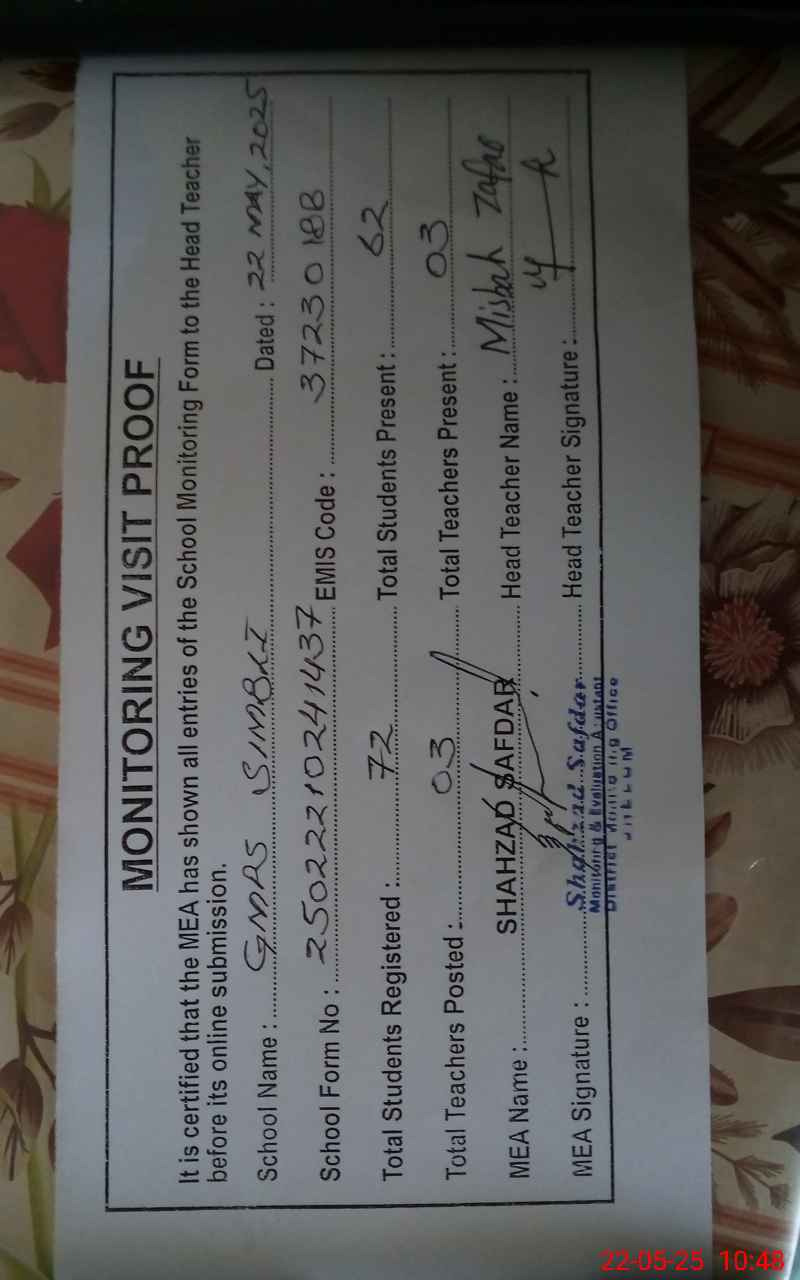 MONITORING VISIT PROOF
It is certified that the MEA has shown all entries of the School Monitoring Form to the Head Teacher
before its online submission.
School Name : GMPS SIMBLI Dated : 22 MAY, 2025
School Form No : 25022210241437 EMIS Code : 37230188
Total Students Registered : 72 Total Students Present : 62
Total Teachers Posted : 03 Total Teachers Present : 03
MEA Name : SHAHZAD SAFDAR Head Teacher Name : Misbah Zafar
MEA Signature : Head Teacher Signature :
Shahzad Safdar
Monitoring & Evaluation
District Monitoring Office
22-05-25 10:48